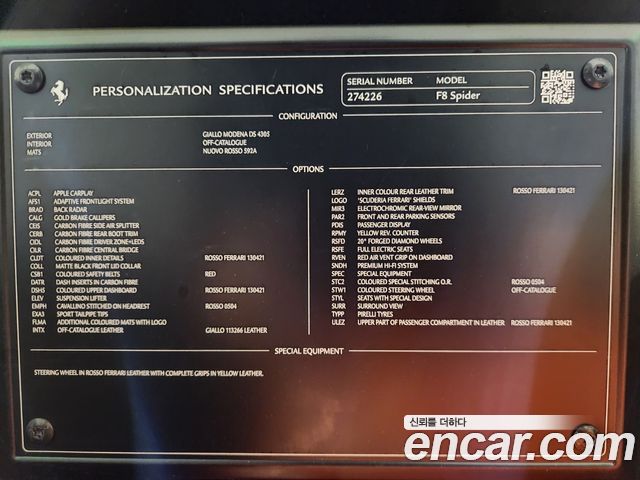 PERSONALIZATION SPECIFICATIONS
SERIAL NUMBER MODEL
274226 F8 Spider
CONFIGURATION
EXTERIOR GIALLO MODENA DS 4305
INTERIOR OFF-CATALOGUE
MATS NUOVO ROSSO 592A
OPTIONS
ACPL APPLE CARPLAY
AFS1 ADAPTIVE FRONTLIGHT SYSTEM
BRAD BACK RADAR
CALG GOLD BRAKE CALLIPERS
CEIS CARBON FIBRE SIDE AIR SPLITTER
CERB CARBON FIBRE REAR BOOT TRIM
CIDL CARBON FIBRE DRIVER ZONE+LEDS
CILR CARBON FIBRE CENTRAL BRIDGE
CLDT COLOURED INNER DETAILS ROSSO FERRARI 130421
COLL MATTE BLACK FRONT LID COLLAR
CSB1 COLOURED SAFETY BELTS RED
DATR DASH INSERTS IN CARBON FIBRE
DSHS COLOURED UPPER DASHBOARD ROSSO FERRARI 130421
ELEV SUSPENSION LIFTER
EMPH CAVALLINO STITCHED ON HEADREST ROSSO 0504
EXA3 SPORT TAILPIPE TIPS
FLMA ADDITIONAL COLOURED MATS WITH LOGO
INTX OFF-CATALOGUE LEATHER GIALLO 113266 LEATHER
LERZ INNER COLOUR REAR LEATHER TRIM ROSSO FERRARI 130421
LOGO 'SCUDERIA FERRARI' SHIELDS
MIR3 ELECTROCHROMIC REAR-VIEW MIRROR
PAR2 FRONT AND REAR PARKING SENSORS
PDIS PASSENGER DISPLAY
RPMY YELLOW REV. COUNTER
RSFD 20" FORGED DIAMOND WHEELS
RSFE FULL ELECTRIC SEATS
RVEN RED AIR VENT GRIP ON DASHBOARD
SNDH PREMIUM HI-FI SYSTEM
SPEC SPECIAL EQUIPMENT
STC2 COLOURED SPECIAL STITCHING O.R. ROSSO 0504
STW1 COLOURED STEERING WHEEL OFF-CATALOGUE
STYL SEATS WITH SPECIAL DESIGN
SURR SURROUND VIEW
TYPP PIRELLI TYRES
ULEZ UPPER PART OF PASSENGER COMPARTMENT IN LEATHER ROSSO FERRARI 130421
SPECIAL EQUIPMENT
STEERING WHEEL IN ROSSO FERRARI LEATHER WITH COMPLETE GRIPS IN YELLOW LEATHER.
신뢰를 더하다
encar.com